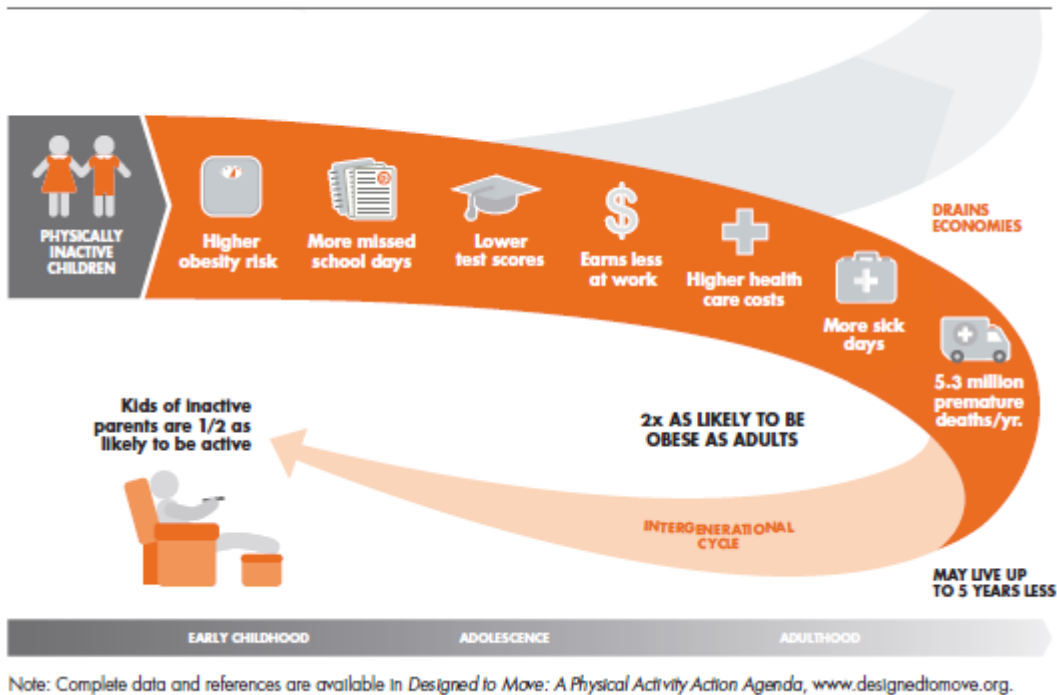 PHYSICALLY
INACTIVE
CHILDREN
Higher
obesity risk
More missed
school days
Lower
test scores
$
Earns less
at work
Higher health
care costs
More sick
days
5.3 million
premature
deaths/yr.
DRAINS
ECONOMIES
Kids of inactive
parents are 1/2 as
likely to be active
2x AS LIKELY TO BE
OBESE AS ADULTS
INTERGENERATIONAL
CYCLE
MAY LIVE UP
TO 5 YEARS LESS
EARLY CHILDHOOD
ADOLESCENCE
ADULTHOOD
Note: Complete data and references are available in Designed to Move: A Physical Activity Action Agenda, www.designedtomove.org.